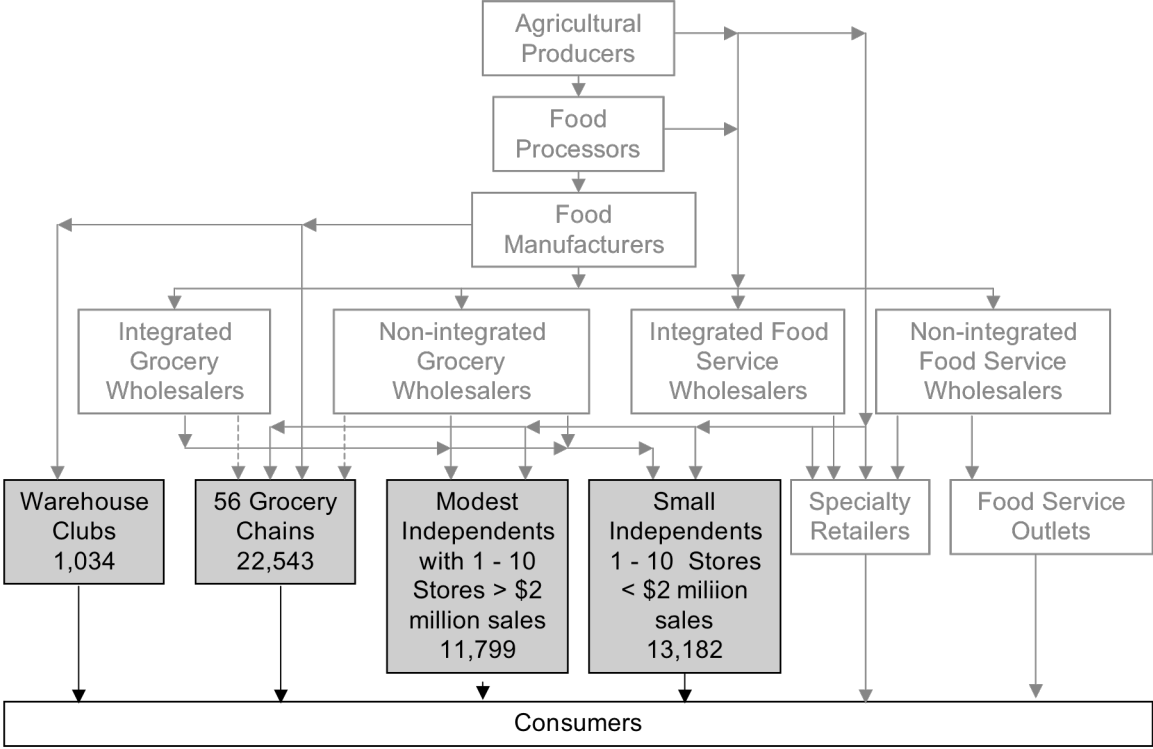 Agricultural
Producers
Food
Processors
Food
Manufacturers
Integrated
Grocery
Wholesalers
Non-integrated
Grocery
Wholesalers
Integrated Food
Service
Wholesalers
Non-integrated
Food Service
Wholesalers
Warehouse
Clubs
1,034
56 Grocery
Chains
22,543
Modest
Independents
with 1 - 10
Stores > $2
million sales
11,799
Small
Independents
1 - 10 Stores
< $2 miliion
sales
13,182
Specialty
Retailers
Food Service
Outlets
Consumers